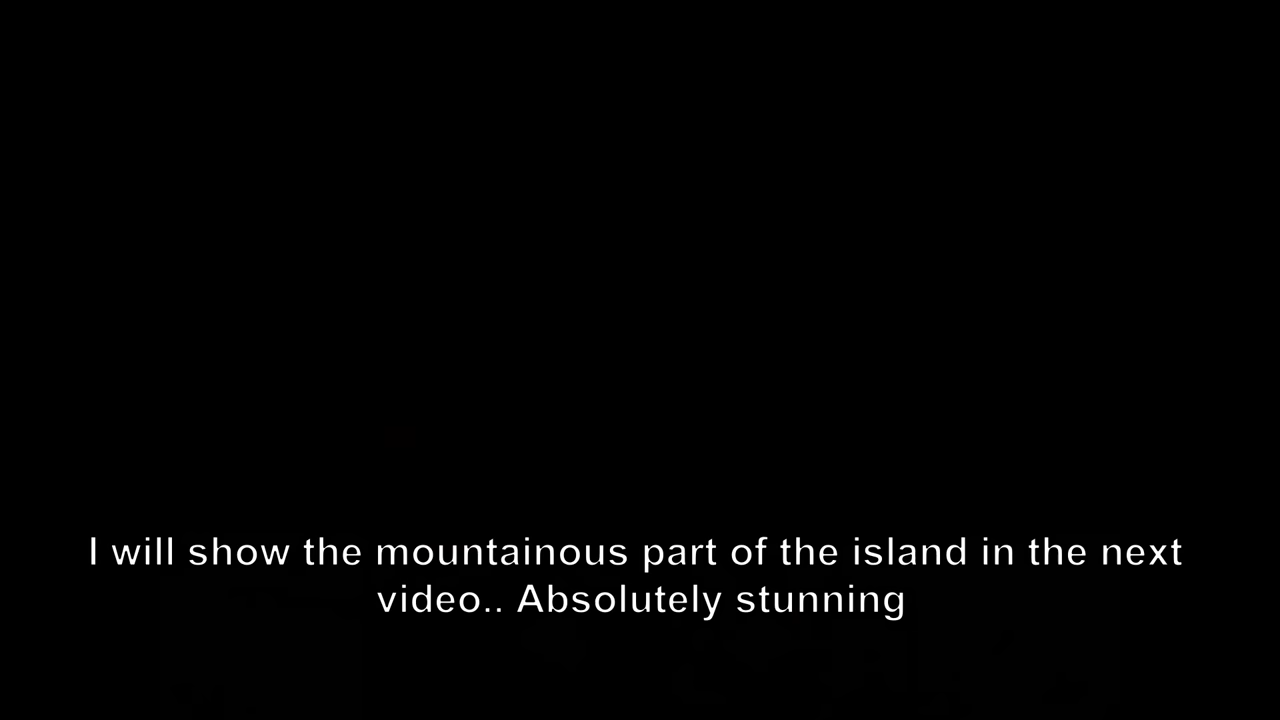 I will show the mountainous part of the island in the next
video.. Absolutely stunning